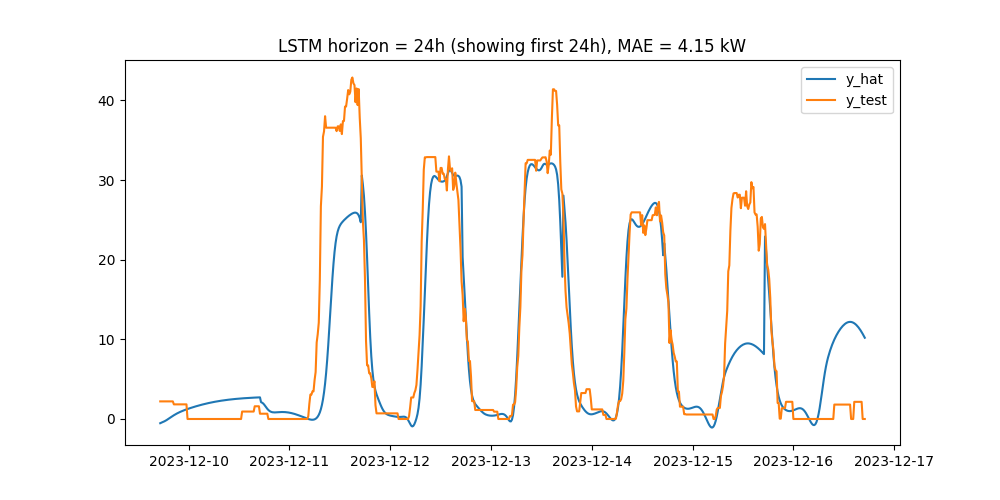 LSTM horizon = 24h (showing first 24h), MAE = 4.15 kW
y_hat
y_test
40
30
20
10
0
2023-12-10 2023-12-11 2023-12-12 2023-12-13 2023-12-14 2023-12-15 2023-12-16 2023-12-17